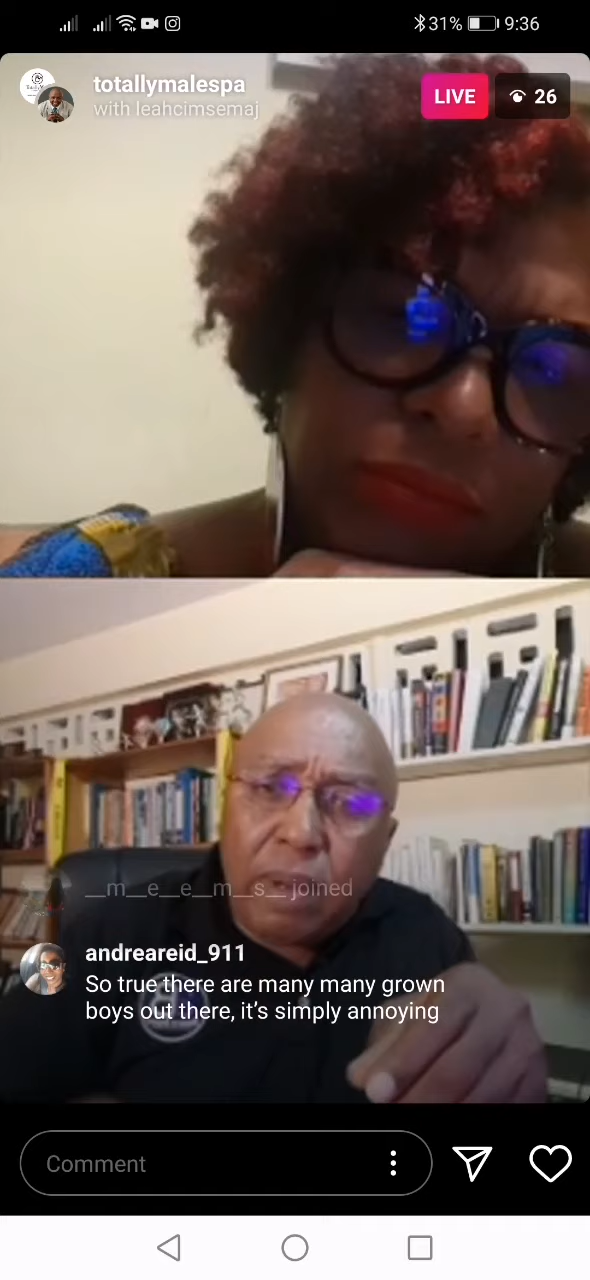 31% 9:36
totallymalespa
with leahcimsemaj
LIVE 26
__m__e__e__m__s__ joined
andreareid_911
So true there are many many grown
boys out there, it’s simply annoying
Comment